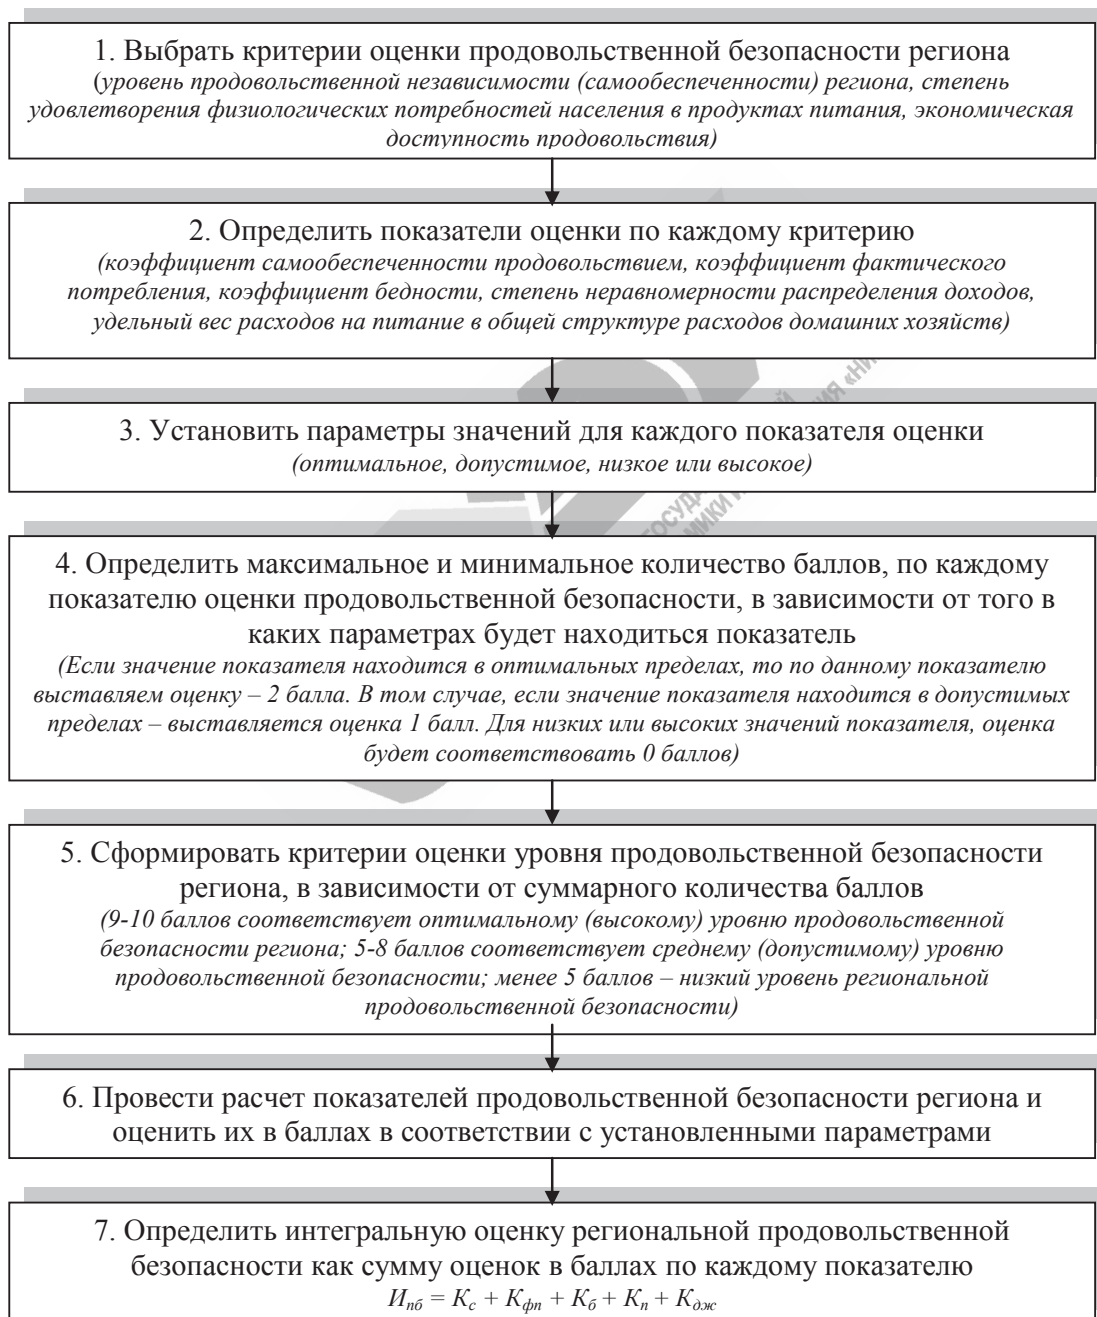 1. Выбрать критерии оценки продовольственной безопасности региона
(уровень продовольственной независимости (самообеспеченности) региона, степень
удовлетворения физиологических потребностей населения в продуктах питания, экономическая
доступность продовольствия)
2. Определить показатели оценки по каждому критерию
(коэффициент самообеспеченности продовольствием, коэффициент фактического
потребления, коэффициент бедности, степень неравномерности распределения доходов,
удельный вес расходов на питание в общей структуре расходов домашних хозяйств)
3. Установить параметры значений для каждого показателя оценки
(оптимальное, допустимое, низкое или высокое)
4. Определить максимальное и минимальное количество баллов, по каждому
показателю оценки продовольственной безопасности, в зависимости от того в
каких параметрах будет находиться показатель
(Если значение показателя находится в оптимальных пределах, то по данному показателю
выставляем оценку – 2 балла. В том случае, если значение показателя находится в допустимых
пределах – выставляется оценка 1 балл. Для низких или высоких значений показателя, оценка
будет соответствовать 0 баллов)
5. Сформировать критерии оценки уровня продовольственной безопасности
региона, в зависимости от суммарного количества баллов
(9-10 баллов соответствует оптимальному (высокому) уровню продовольственной
безопасности региона; 5-8 баллов соответствует среднему (допустимому) уровню
продовольственной безопасности; менее 5 баллов – низкий уровень региональной
продовольственной безопасности)
6. Провести расчет показателей продовольственной безопасности региона и
оценить их в баллах в соответствии с установленными параметрами
7. Определить интегральную оценку региональной продовольственной
безопасности как сумму оценок в баллах по каждому показателю
Ипб = Кс + Кфп + Кб + Кп + Кдж